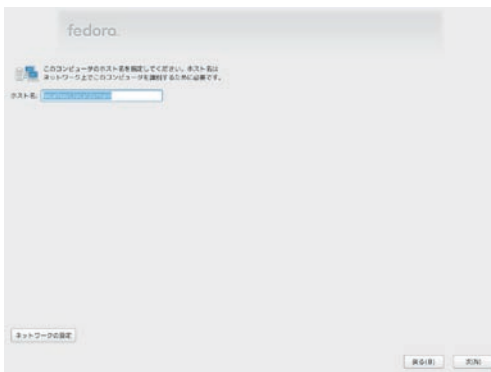 fedora
このコンピュータのホスト名を指定してください。ホスト名は
ネットワーク上でこのコンピュータを識別するために必要です。
ホスト名:
ネットワークの設定
戻る(B)
次(N)